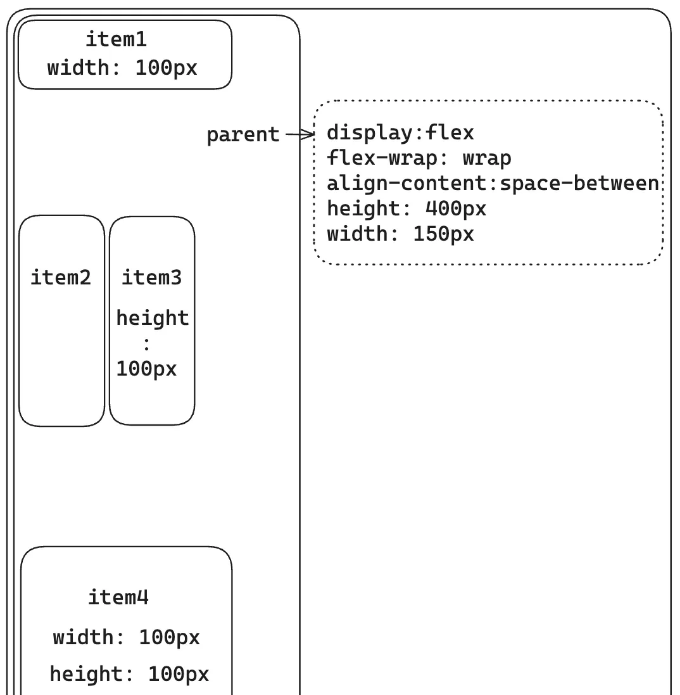 item1
width: 100px
parent
display:flex
flex-wrap: wrap
align-content:space-between
height: 400px
width: 150px
item2
item3
height
:
100px
item4
width: 100px
height: 100px